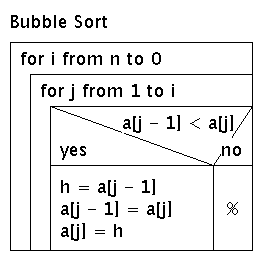 Bubble Sort
for i from n to 0
for j from 1 to i
a[j - 1] < a[j]
yes
no
h = a[j - 1]
a[j - 1] = a[j]
%
a[j] = h